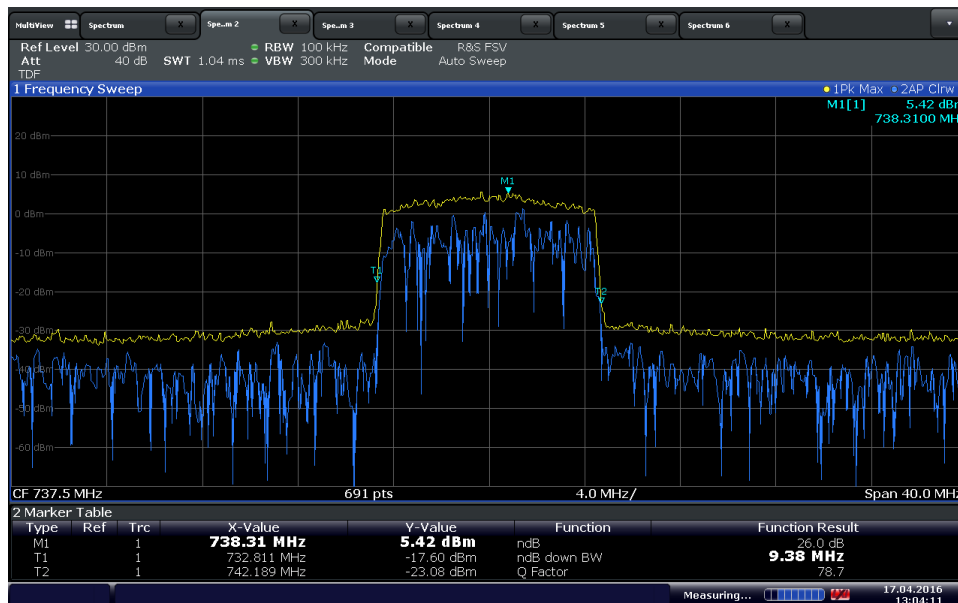 MultiView Spectrum X Spe..m 2 X Spe..m 3 X Spectrum 4 X Spectrum 5 X Spectrum 6 X
Ref Level 30.00 dBm RBW 100 kHz Compatible R&S FSV
Att 40 dB SWT 1.04 ms VBW 300 kHz Mode Auto Sweep
TDF
1 Frequency Sweep 1Pk Max 2AP Clrw
M1[1] 5.42 dBm
738.3100 MH
20 dBm
10 dBm
M1
0 dBm
-10 dBm
T1
-20 dBm
T2
-30 dBm
-40 dBm
-50 dBm
-60 dBm
CF 737.5 MHz 691 pts 4.0 MHz/ Span 40.0 MHz
2 Marker Table
Type Ref Trc X-Value Y-Value Function Function Result
M1 1 738.31 MHz 5.42 dBm ndB 26.0 dB
T1 1 732.811 MHz -17.60 dBm ndB down BW 9.38 MHz
T2 1 742.189 MHz -23.08 dBm Q Factor 78.7
Measuring... 17.04.2016
13:04:11